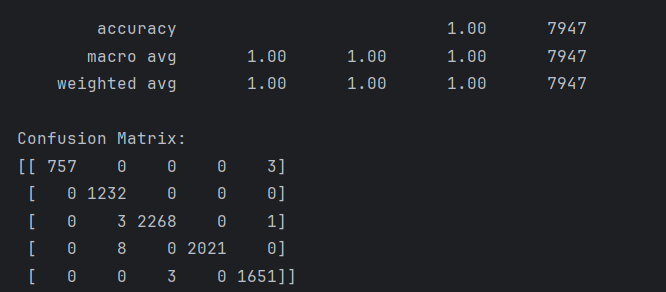 accuracy 1.00 7947
macro avg 1.00 1.00 1.00 7947
weighted avg 1.00 1.00 1.00 7947
Confusion Matrix:
[[ 757 0 0 0 3]
[ 0 1232 0 0 0]
[ 0 3 2268 0 1]
[ 0 8 0 2021 0]
[ 0 0 3 0 1651]]